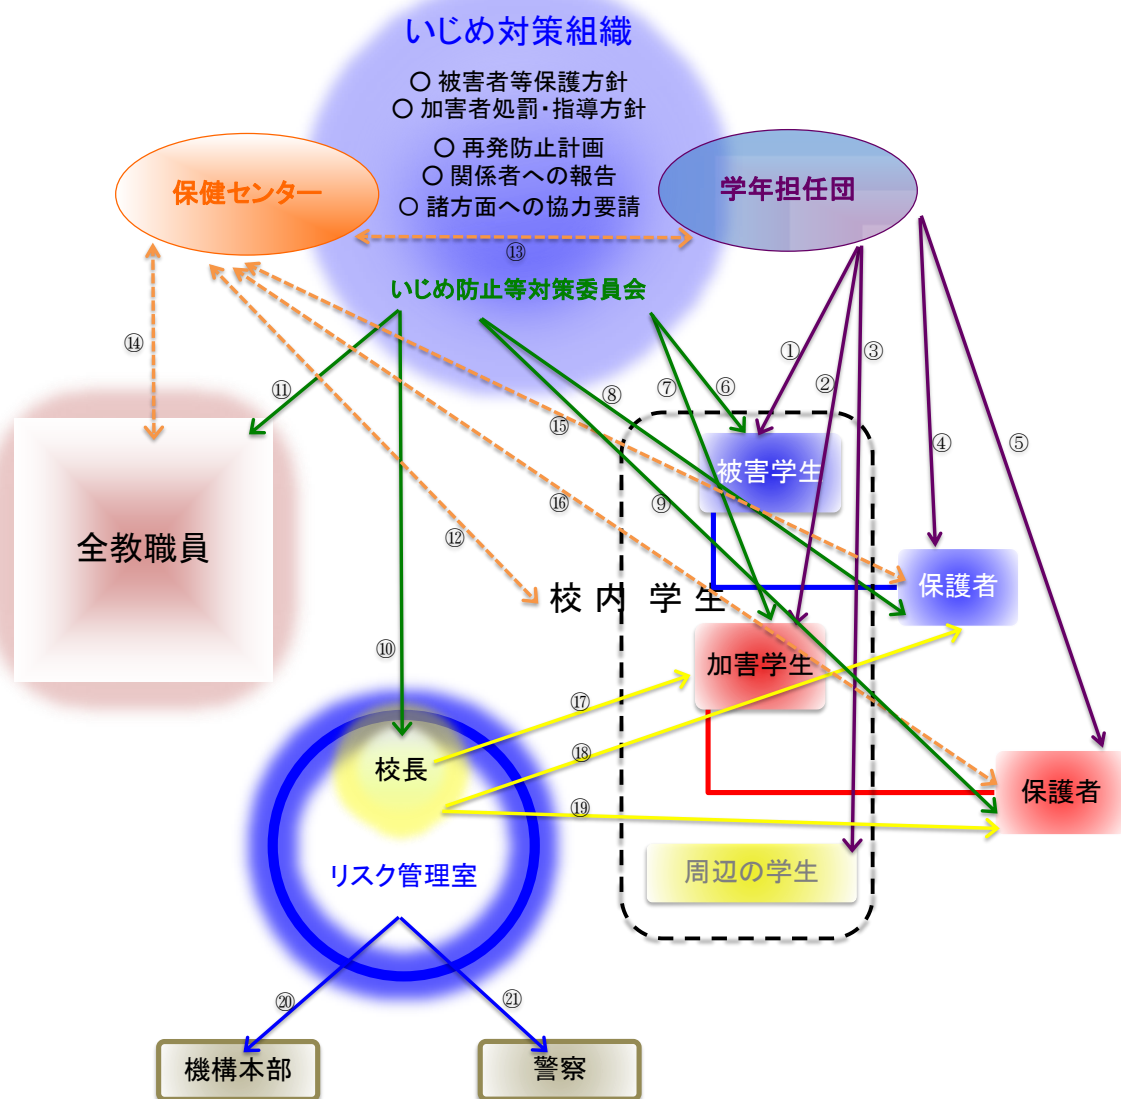 いじめ対策組織
○ 被害者等保護方針
○ 加害者処罰・指導方針
○ 再発防止計画
○ 関係者への報告
○ 諸方面への協力要請
保健センター
学年担任団
⑬
いじめ防止等対策委員会
⑭
①
③
②
⑪
⑧
⑦
⑥
⑮
④
⑤
被害学生
⑯
⑨
⑫
全教職員
保護者
校内学生
⑩
加害学生
⑰
⑱
校長
保護者
⑲
リスク管理室
周辺の学生
⑳
㉑
機構本部
警察